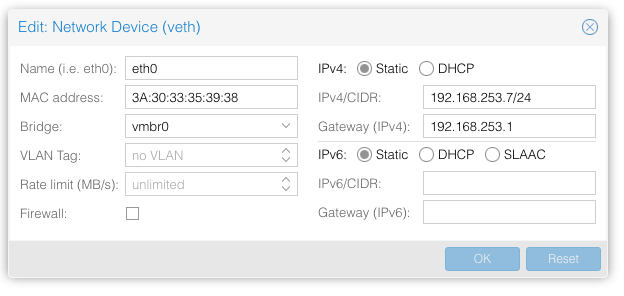 Edit: Network Device (veth)
Name (i.e. eth0): eth0
MAC address: 3A:30:33:35:39:38
Bridge: vmbr0
VLAN Tag: no VLAN
Rate limit (MB/s): unlimited
Firewall:
IPv4: Static DHCP
IPv4/CIDR: 192.168.253.7/24
Gateway (IPv4): 192.168.253.1
IPv6: Static DHCP SLAAC
IPv6/CIDR:
Gateway (IPv6):
OK Reset